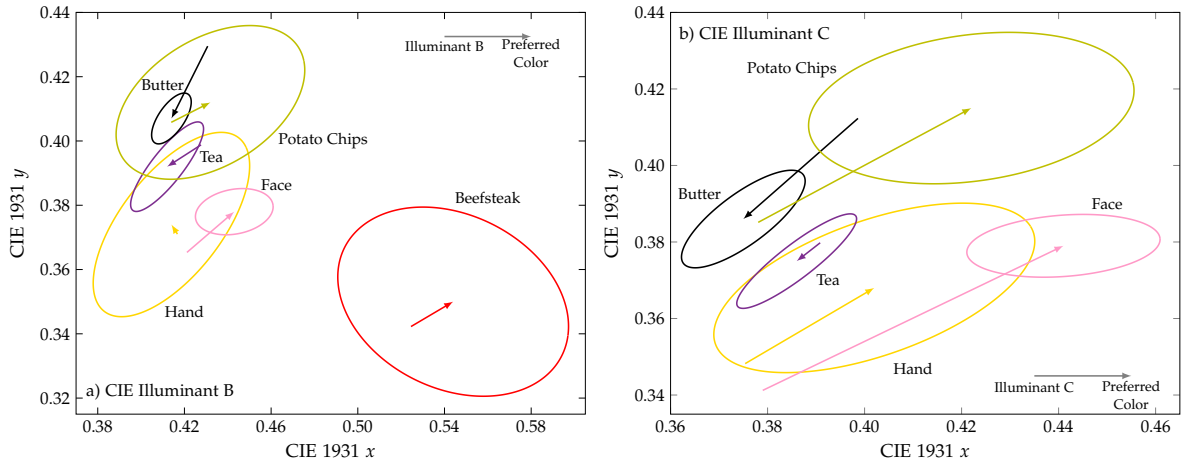 0.44
0.42
0.40
0.38
0.36
0.34
0.32
CIE 1931 y
0.38
0.42
0.46
0.50
0.54
0.58
CIE 1931 x
Illuminant B
Preferred
Color
Butter
Potato Chips
Tea
Face
Beefsteak
Hand
a) CIE Illuminant B
0.44
0.42
0.40
0.38
0.36
0.34
CIE 1931 y
0.36
0.38
0.40
0.42
0.44
0.46
CIE 1931 x
b) CIE Illuminant C
Potato Chips
Butter
Face
Tea
Hand
Illuminant C
Preferred
Color